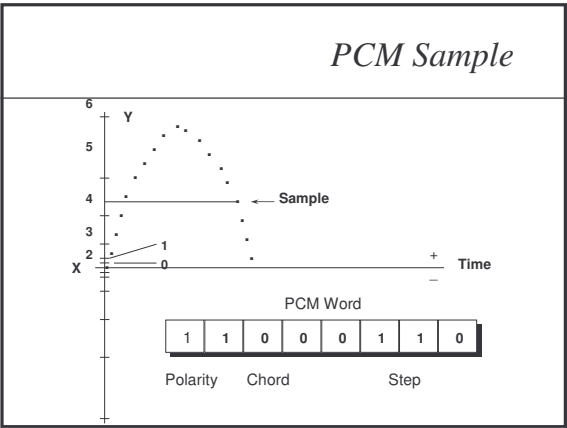 PCM Sample
6
Y
5
4
Sample
3
1
2
0
+
X
Time
–
PCM Word
1 1 0 0 0 1 1 0
Polarity Chord Step